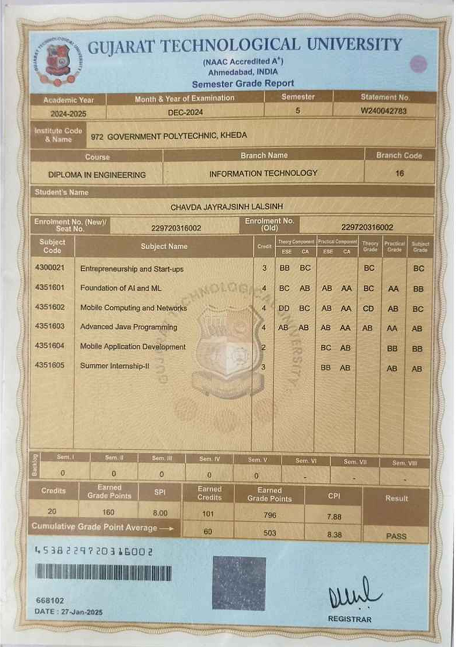 GUJARAT TECHNOLOGICAL UNIVERSITY
(NAAC Accredited A+)
Ahmedabad, INDIA
Semester Grade Report
Academic Year Month & Year of Examination Semester Statement No.
2024-2025 DEC-2024 5 W240042783
Institute Code & Name 972 GOVERNMENT POLYTECHNIC, KHEDA
Course Branch Name Branch Code
DIPLOMA IN ENGINEERING INFORMATION TECHNOLOGY 16
Student's Name
CHAVDA JAYRAJSINH LALSINH
Enrolment No. (New)/ Seat No. 229720316002 Enrolment No. (Old) 229720316002
Subject Code Subject Name Credit Theory Component ESE CA Practical Component ESE CA Theory Grade Practical Grade Subject Grade
4300021 Entrepreneurship and Start-ups 3 BB BC BC BC
4351601 Foundation of AI and ML 4 BC AB AB AA BC AA BB
4351602 Mobile Computing and Networks 4 DD BC AB AA CD AB BC
4351603 Advanced Java Programming 4 AB AB AB AA AB AA AB
4351604 Mobile Application Development 2 BC AB BB BB
4351605 Summer Internship-II 3 BB AB AB AB
Backlog Sem. I Sem. II Sem. III Sem. IV Sem. V Sem. VI Sem. VII Sem. VIII
0 0 0 0 0 - - -
Credits Earned Grade Points SPI Earned Credits Earned Grade Points CPI Result
20 160 8.00 101 796 7.88
Cumulative Grade Point Average 60 503 8.38 PASS
4538229720316002
668102
DATE : 27-Jan-2025
REGISTRAR